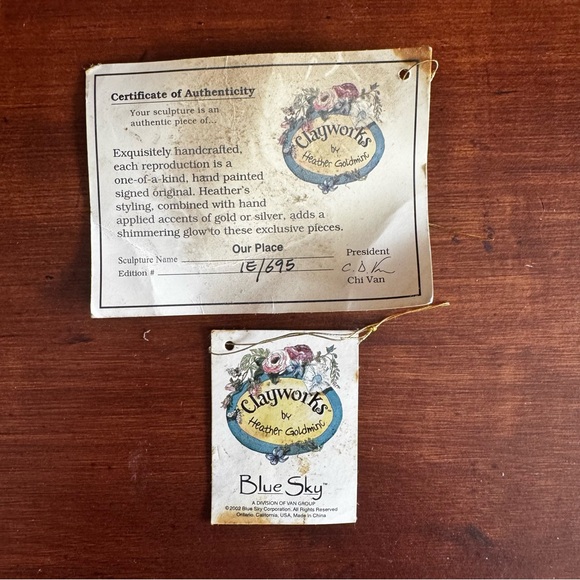 Certificate of Authenticity
Your sculpture is an
authentic piece of...
Clayworks
by
Heather Goldminc
Exquisitely handcrafted,
each reproduction is a
one-of-a-kind, hand painted
signed original. Heather's
styling, combined with hand
applied accents of gold or silver, adds a
shimmering glow to these exclusive pieces.
Our Place
Sculpture Name
Edition # 1E/695
President
C. D. Van
Chi Van
Clayworks
by
Heather Goldminc
Blue Sky™
A DIVISION OF VAN GROUP
©2002 Blue Sky Corporation. All Rights Reserved
Ontario, California, USA, Made in China